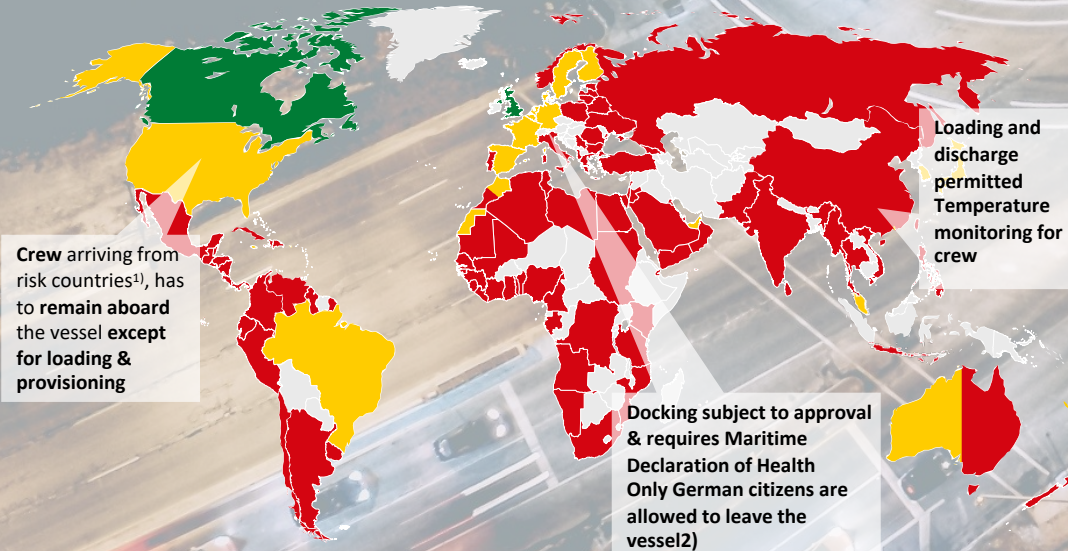 Crew arriving from
risk countries1), has
to remain aboard
the vessel except
for loading &
provisioning
Loading and
discharge
permitted
Temperature
monitoring for
crew
Docking subject to approval
& requires Maritime
Declaration of Health
Only German citizens are
allowed to leave the
vessel2)